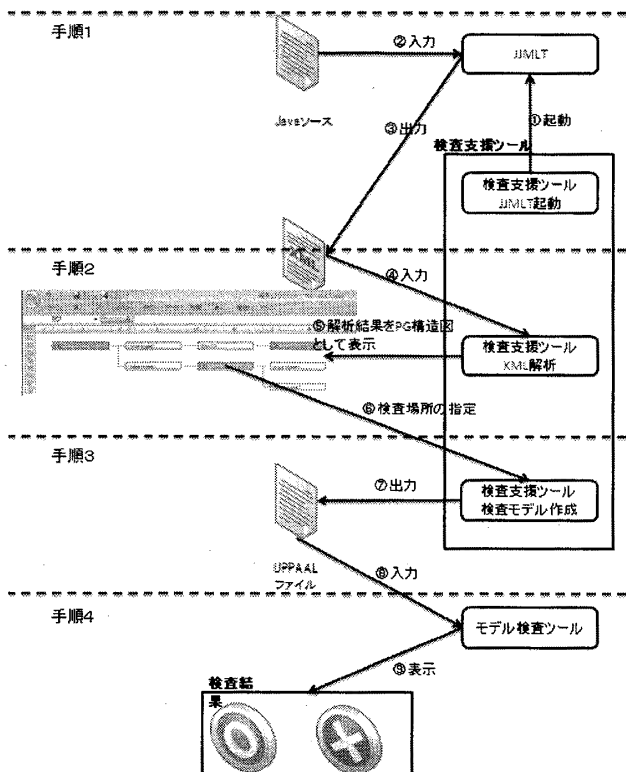 手順1
②入力
JJMLT
Javaソース
③出力
①起動
検査支援ツール
検査支援ツール
JJMLT起動
XML
手順2
④入力
⑤解析結果をPG構造図
として表示
検査支援ツール
XML解析
⑥検査場所の指定
手順3
⑦出力
検査支援ツール
検査モデル作成
UPPAAL
ファイル
⑧入力
手順4
モデル検査ツール
⑨表示
検査結
果